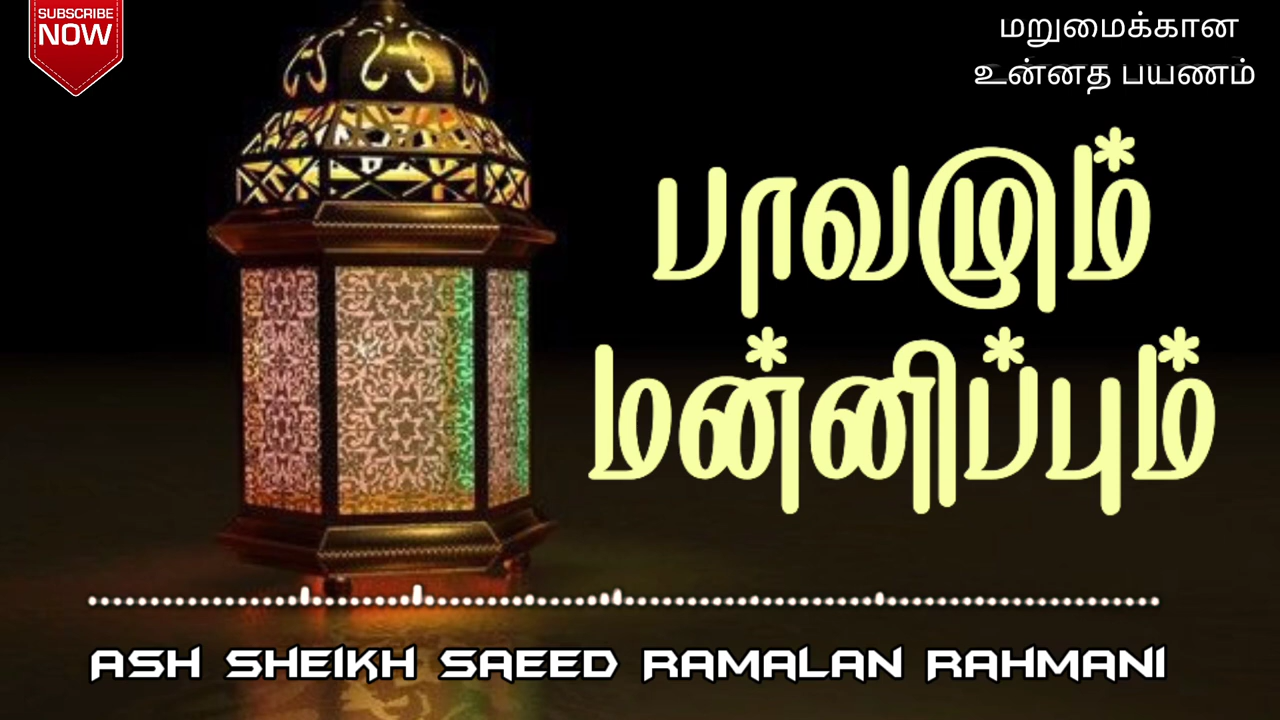 SUBSCRIBE
NOW
மறுமைக்கான
உன்னத பயணம்
பாவமும்
மன்னிப்பும்
ASH SHEIKH SAEED RAMALAN RAHMANI